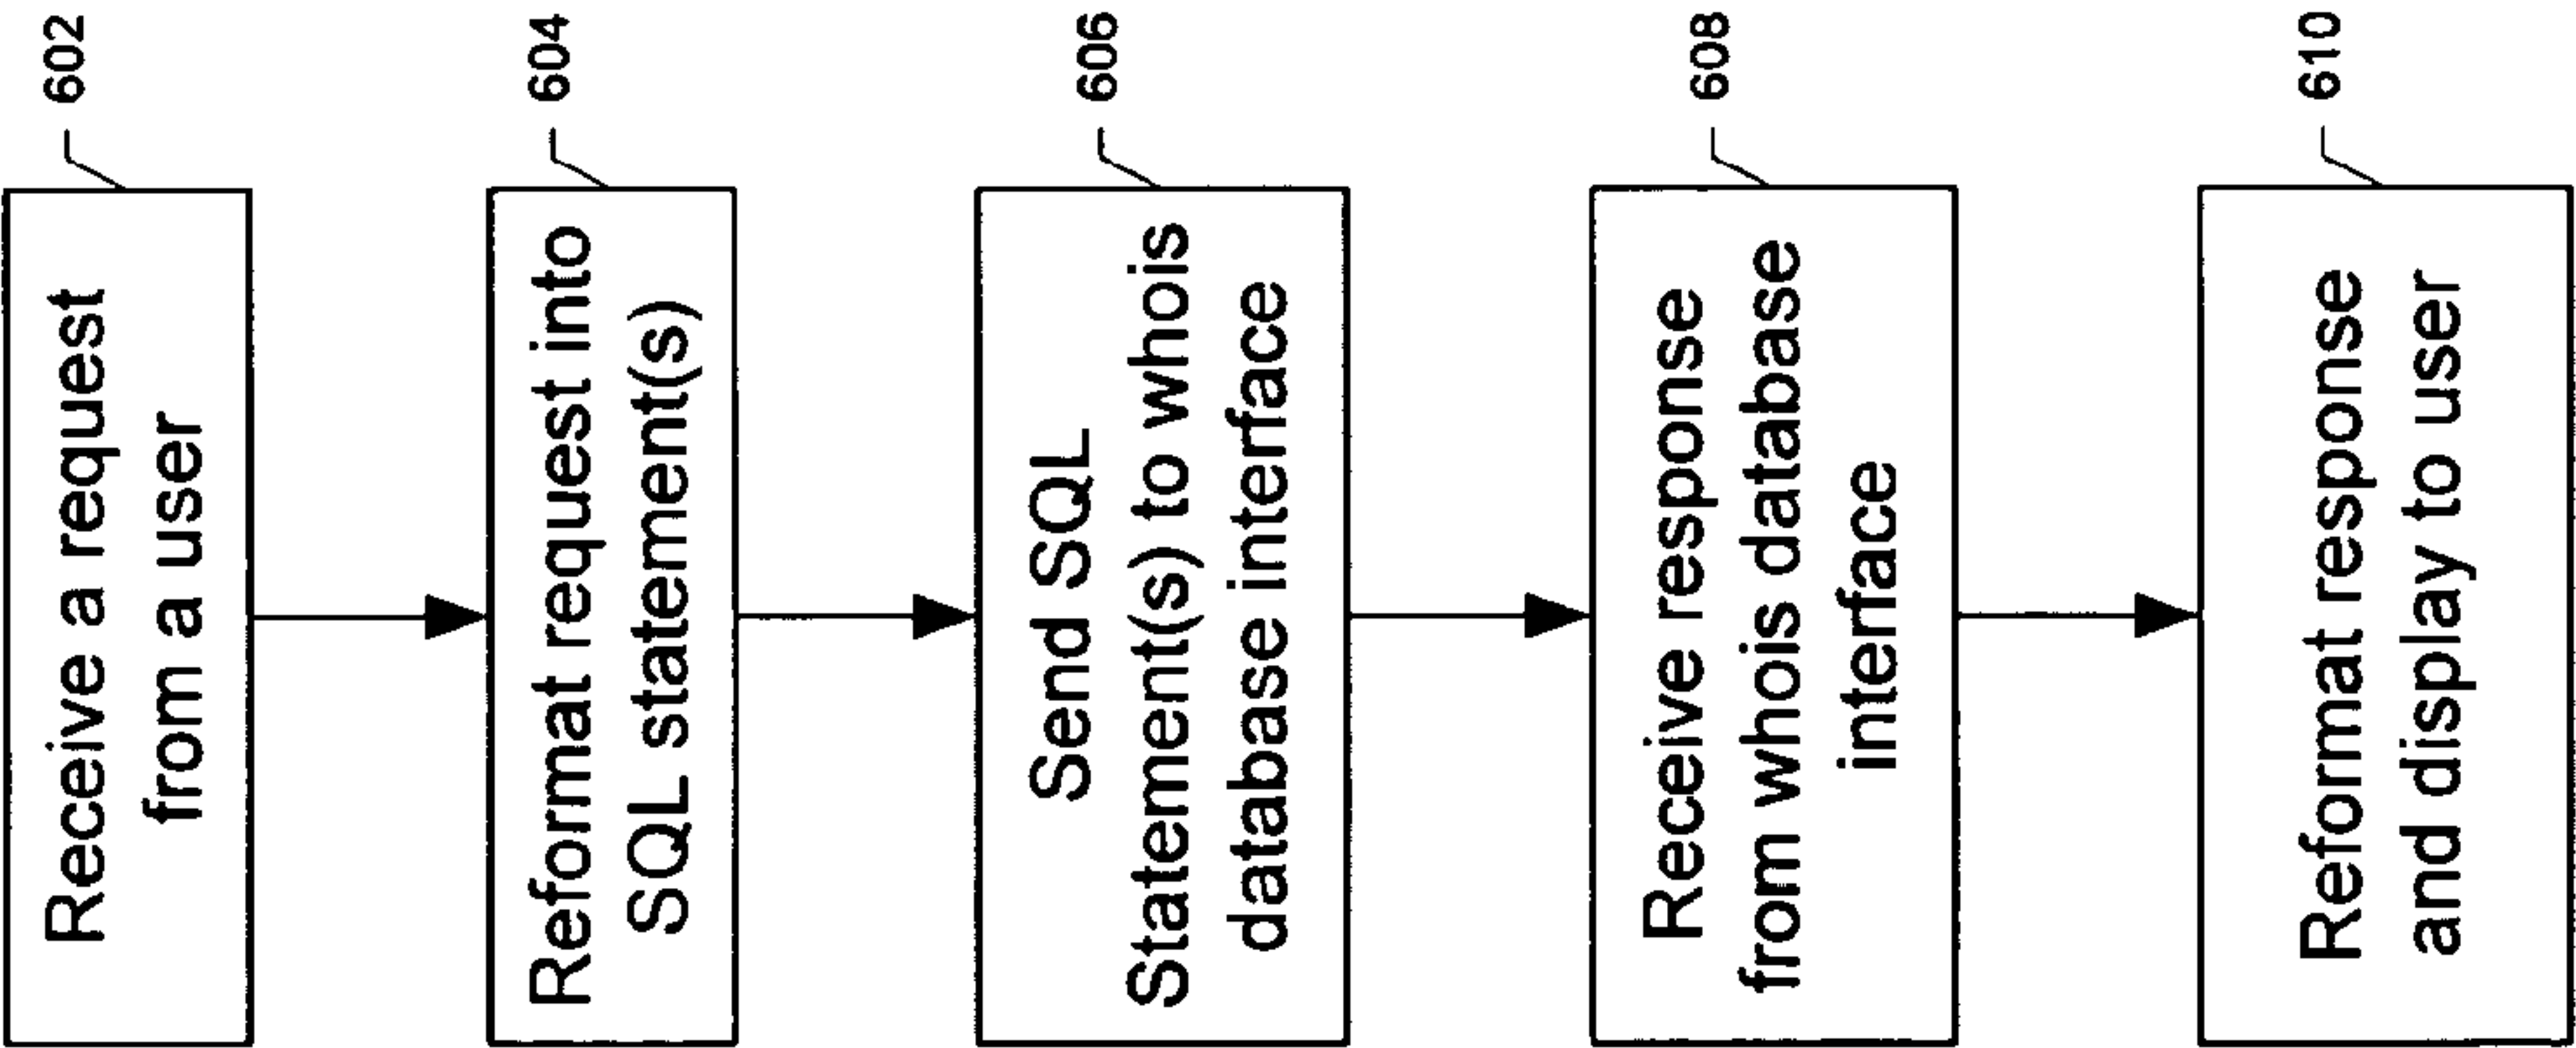 602
Receive a request
from a user
604
Reformat request into
SQL statement(s)
606
Send SQL
Statement(s) to whois
database interface
608
Receive response
from whois database
interface
610
Reformat response
and display to user